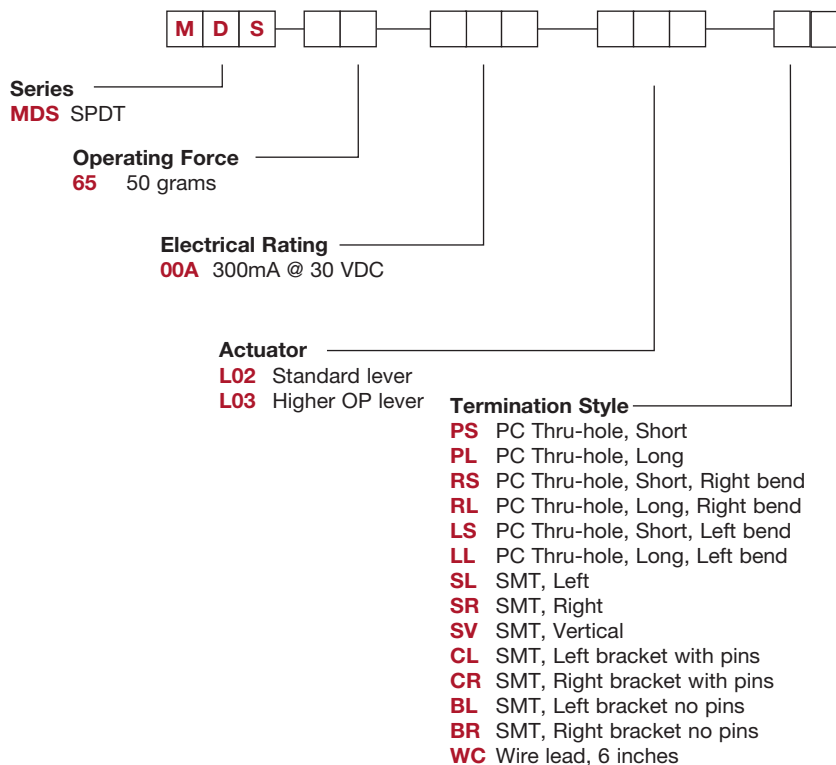 M D S
Series
MDS SPDT
Operating Force
65 50 grams
Electrical Rating
00A 300mA @ 30 VDC
Actuator
L02 Standard lever
L03 Higher OP lever
Termination Style
PS PC Thru-hole, Short
PL PC Thru-hole, Long
RS PC Thru-hole, Short, Right bend
RL PC Thru-hole, Long, Right bend
LS PC Thru-hole, Short, Left bend
LL PC Thru-hole, Long, Left bend
SL SMT, Left
SR SMT, Right
SV SMT, Vertical
CL SMT, Left bracket with pins
CR SMT, Right bracket with pins
BL SMT, Left bracket no pins
BR SMT, Right bracket no pins
WC Wire lead, 6 inches